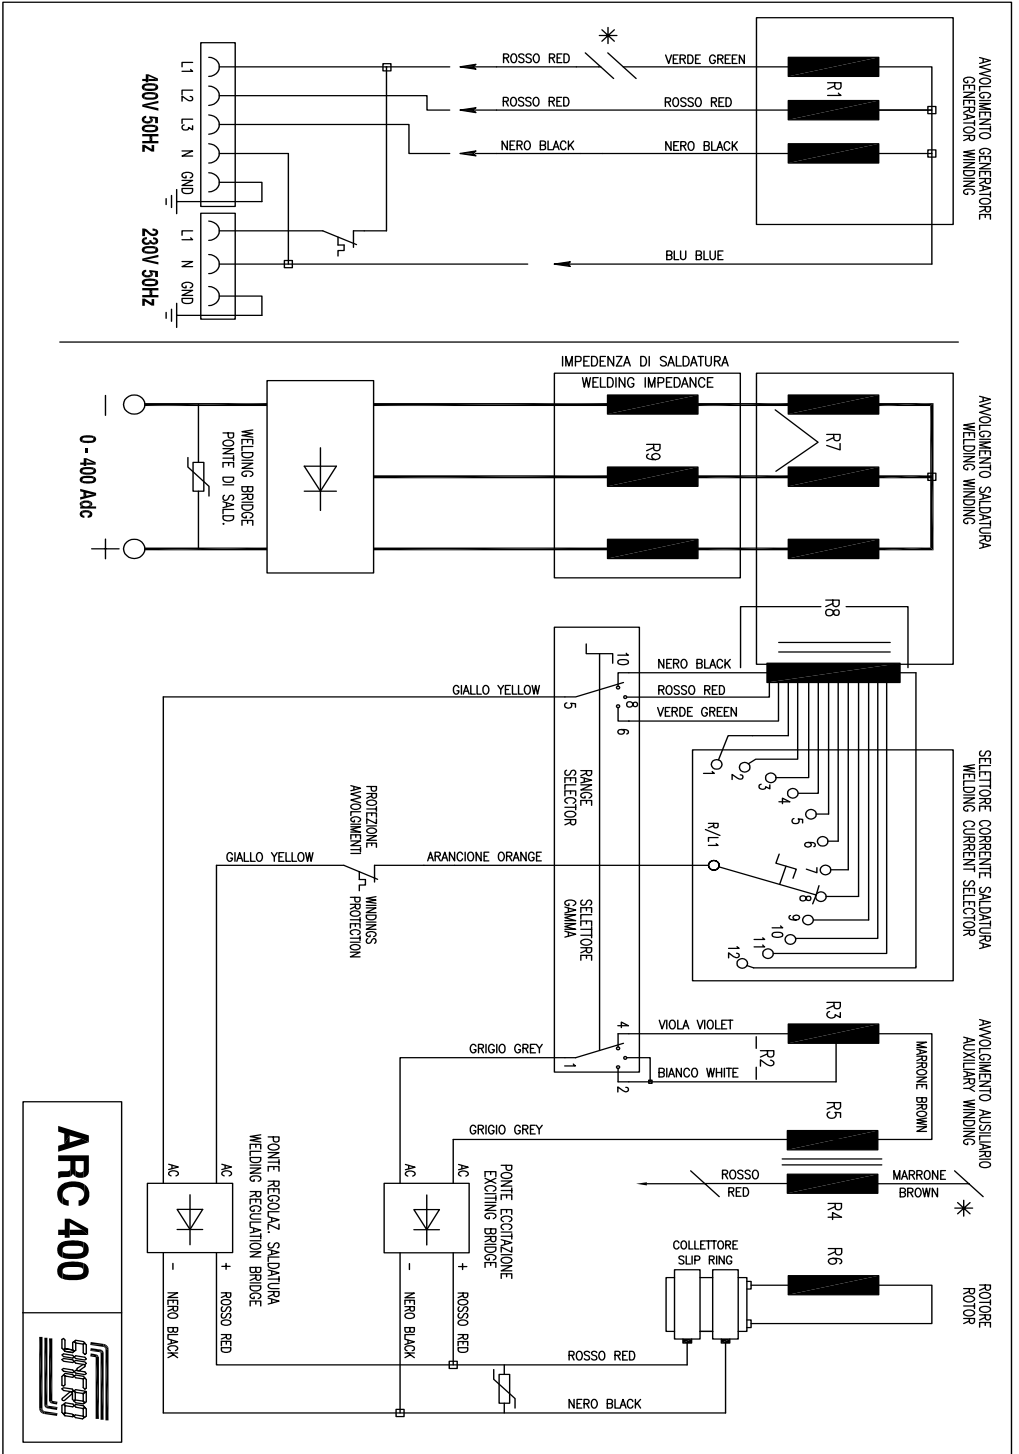 AVVOLGIMENTO GENERATORE
GENERATOR WINDING
R1
VERDE GREEN
ROSSO RED
ROSSO RED
ROSSO RED
NERO BLACK
NERO BLACK
BLU BLUE
L1
L2
L3
N
GND
400V 50Hz
L1
N
GND
230V 50Hz
AVVOLGIMENTO SALDATURA
WELDING WINDING
R7
IMPEDENZA DI SALDATURA
WELDING IMPEDANCE
R9
WELDING BRIDGE
PONTE DI SALD.
0 - 400 Adc
–
+
R8
NERO BLACK
ROSSO RED
VERDE GREEN
10
8
6
5
GIALLO YELLOW
RANGE
SELECTOR
SELETTORE
GAMMA
SELETTORE CORRENTE SALDATURA
WELDING CURRENT SELECTOR
1
2
3
4
5
6
7
8
9
10
11
12
R/L1
ARANCIONE ORANGE
PROTEZIONE
AVVOLGIMENTI
WINDINGS
PROTECTION
GIALLO YELLOW
AVVOLGIMENTO AUSILIARIO
AUXILIARY WINDING
R3
MARRONE BROWN
VIOLA VIOLET
R2
BIANCO WHITE
4
2
1
GRIGIO GREY
R5
GRIGIO GREY
R4
ROSSO
RED
MARRONE
BROWN
PONTE ECCITAZIONE
EXCITING BRIDGE
AC
AC
+
-
ROSSO RED
NERO BLACK
PONTE REGOLAZ. SALDATURA
WELDING REGULATION BRIDGE
AC
AC
+
-
ROSSO RED
NERO BLACK
ROTORE
ROTOR
R6
COLLETTORE
SLIP RING
ROSSO RED
NERO BLACK
ARC 400
SINCRO